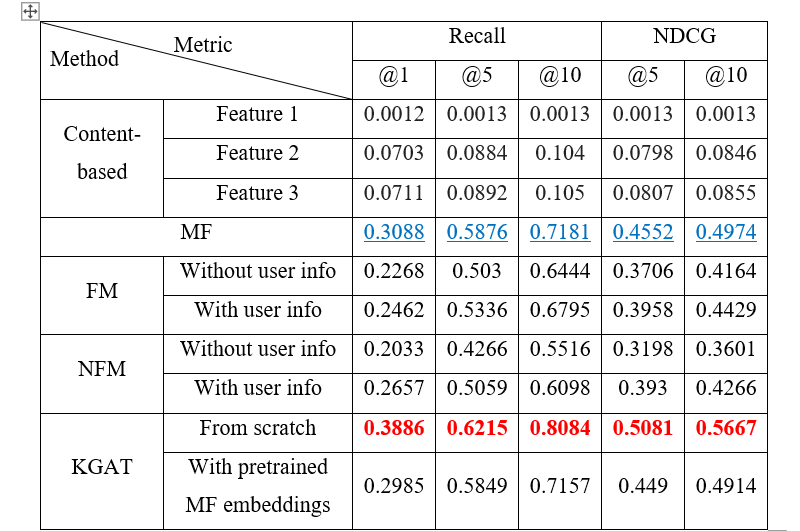 Method Metric Recall NDCG
@1 @5 @10 @5 @10
Content-based Feature 1 0.0012 0.0013 0.0013 0.0013 0.0013
Feature 2 0.0703 0.0884 0.104 0.0798 0.0846
Feature 3 0.0711 0.0892 0.105 0.0807 0.0855
MF 0.3088 0.5876 0.7181 0.4552 0.4974
FM Without user info 0.2268 0.503 0.6444 0.3706 0.4164
With user info 0.2462 0.5336 0.6795 0.3958 0.4429
NFM Without user info 0.2033 0.4266 0.5516 0.3198 0.3601
With user info 0.2657 0.5059 0.6098 0.393 0.4266
KGAT From scratch 0.3886 0.6215 0.8084 0.5081 0.5667
With pretrained
MF embeddings 0.2985 0.5849 0.7157 0.449 0.4914